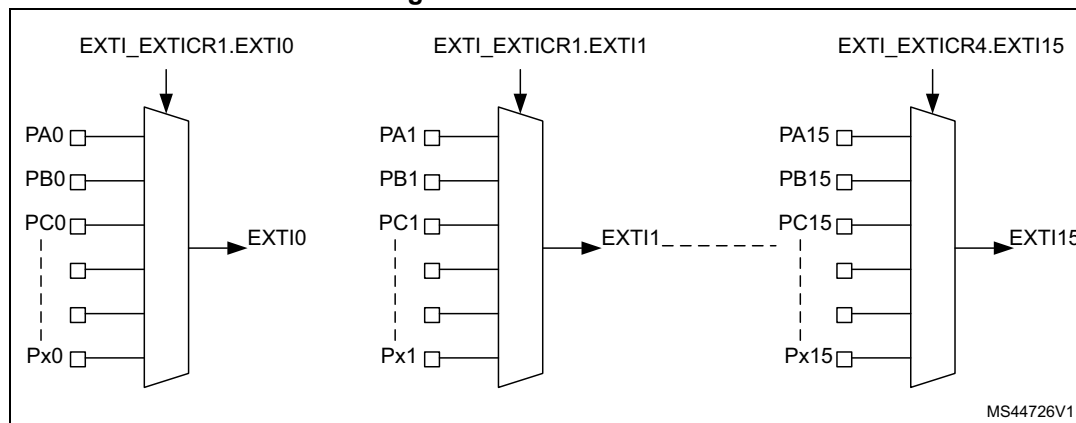 EXTI_EXTICR1.EXTI0
EXTI_EXTICR1.EXTI1
EXTI_EXTICR4.EXTI15
PA0
PB0
PC0
Px0
EXTI0
PA1
PB1
PC1
Px1
EXTI1
PA15
PB15
PC15
Px15
EXTI15
MS44726V1